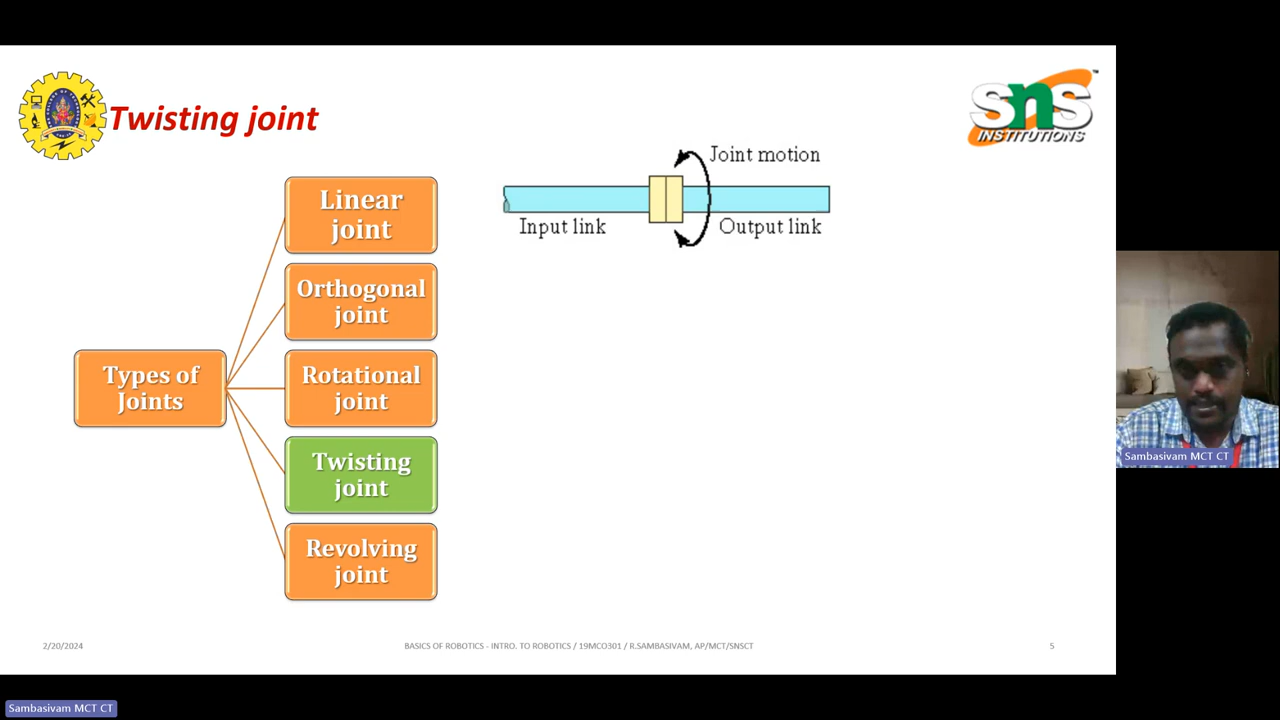 Twisting joint
SnS
INSTITUTIONS
TM
Joint motion
Input link
Output link
Linear
joint
Orthogonal
joint
Types of
Joints
Rotational
joint
Twisting
joint
Revolving
joint
Sambasivam MCT CT
2/20/2024
BASICS OF ROBOTICS - INTRO. TO ROBOTICS / 19MCO301 / R.SAMBASIVAM, AP/MCT/SNSCT
5
Sambasivam MCT CT